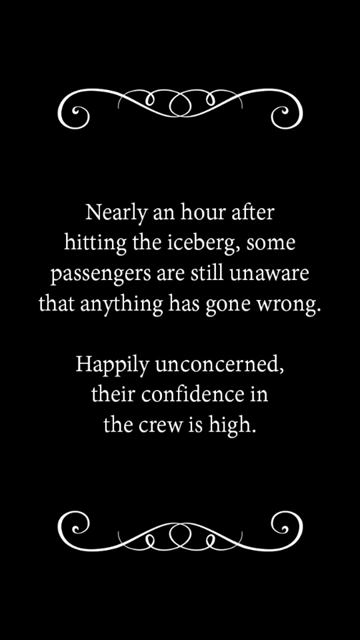 Nearly an hour after
hitting the iceberg, some
passengers are still unaware
that anything has gone wrong.
Happily unconcerned,
their confidence in
the crew is high.